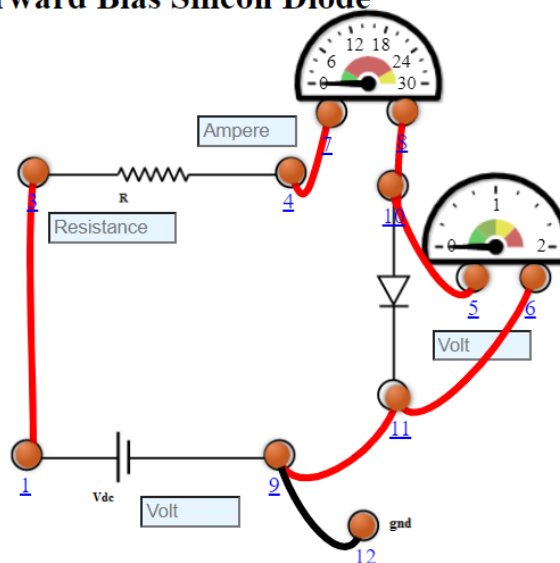 rward Bias Silicon Diode
0 6 12 18 24 30
Ampere
7 8
3 4
R
Resistance
10
0 1 2
5 6
Volt
11
1 9
Vdc
Volt
gnd
12